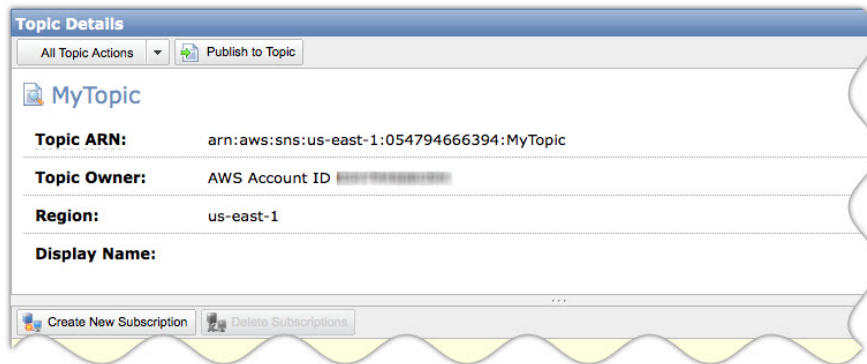 Topic Details
All Topic Actions Publish to Topic
MyTopic
Topic ARN: arn:aws:sns:us-east-1:054794666394:MyTopic
Topic Owner: AWS Account ID
Region: us-east-1
Display Name:
Create New Subscription Delete Subscriptions